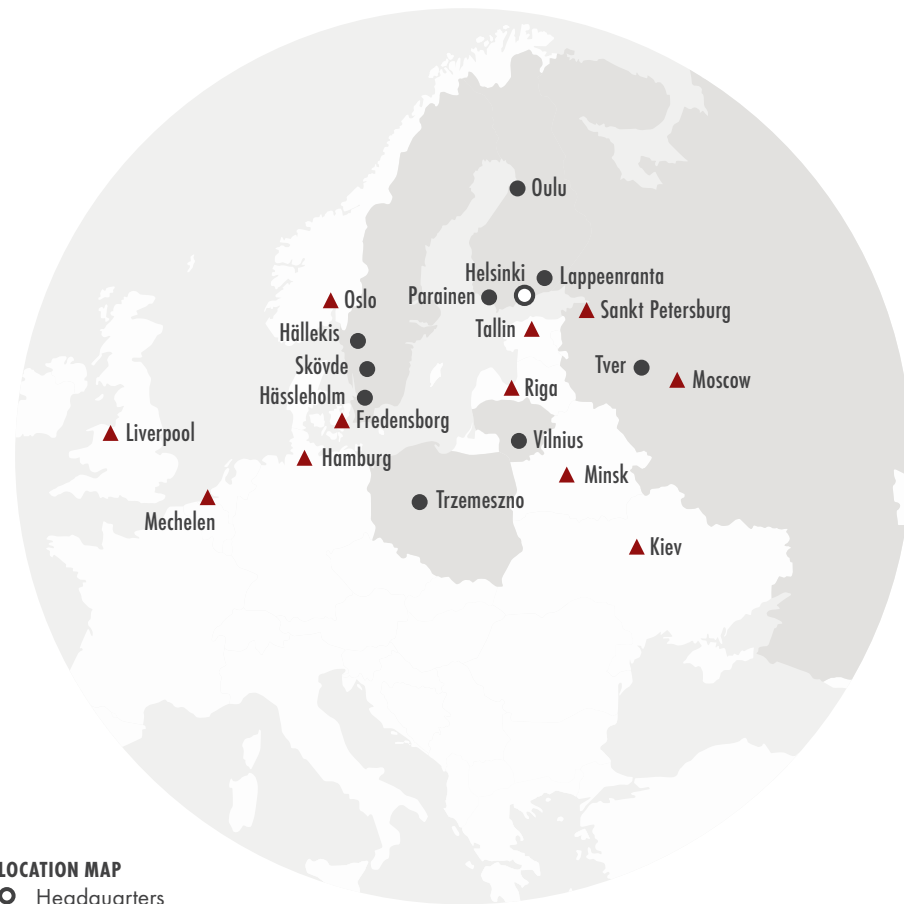 Oulu
Helsinki
Lappeenranta
Parainen
Oslo
Sankt Petersburg
Tallin
Hällekis
Skövde
Tver
Moscow
Hässleholm
Riga
Fredensborg
Liverpool
Vilnius
Hamburg
Minsk
Trzemeszno
Mechelen
Kiev
LOCATION MAP
Headquarters